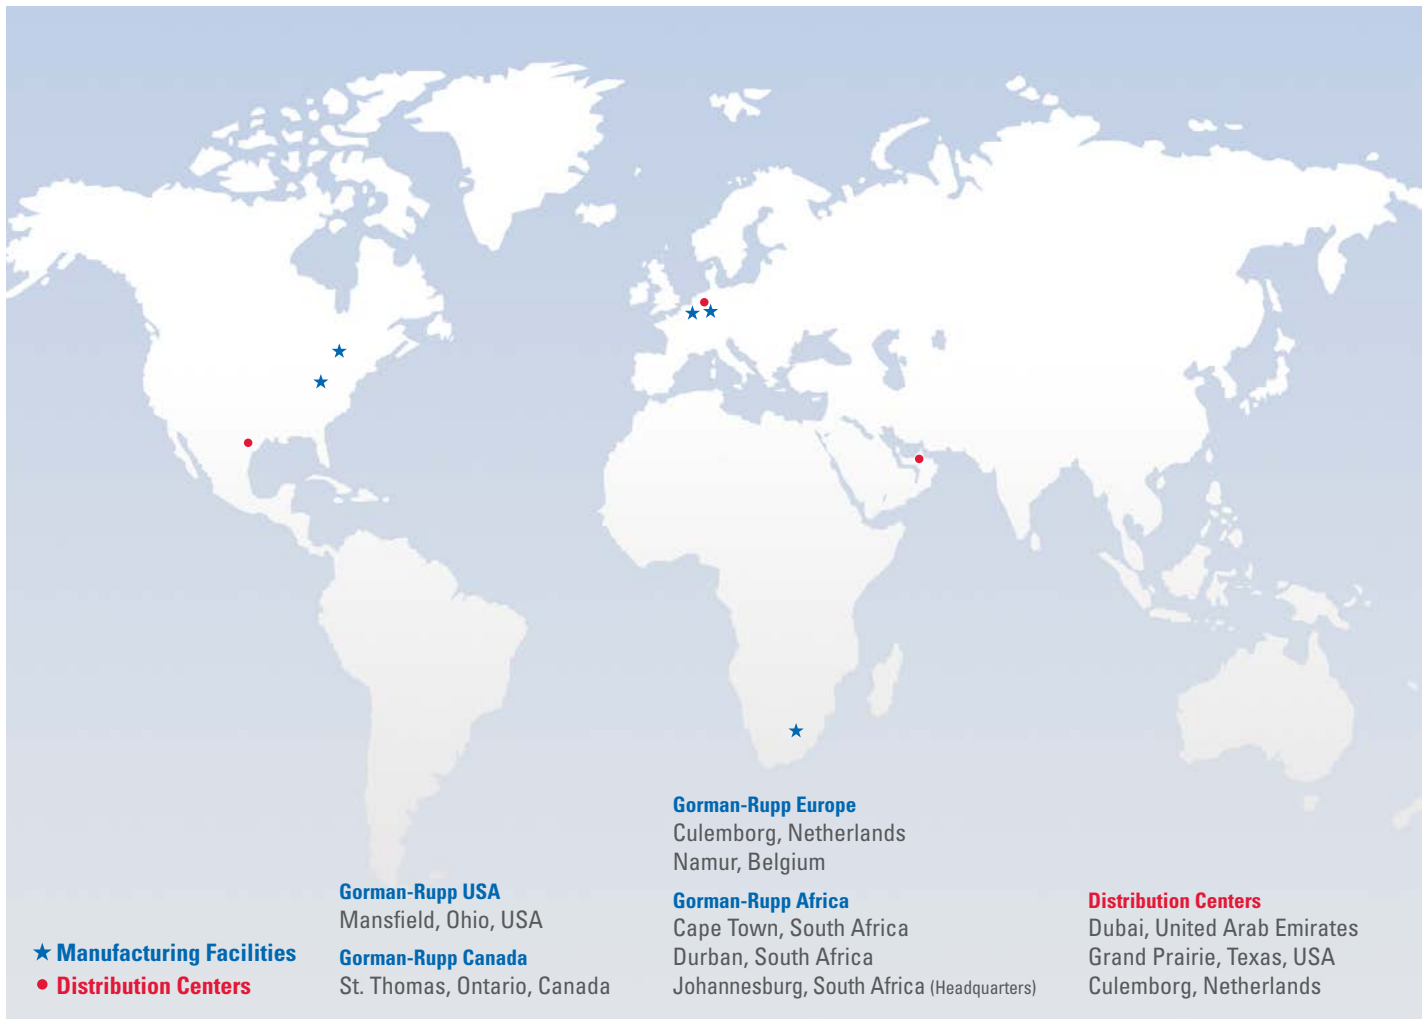 Manufacturing Facilities
Distribution Centers
Gorman-Rupp USA
Mansfield, Ohio, USA
Gorman-Rupp Canada
St. Thomas, Ontario, Canada
Gorman-Rupp Europe
Culemborg, Netherlands
Namur, Belgium
Gorman-Rupp Africa
Cape Town, South Africa
Durban, South Africa
Johannesburg, South Africa (Headquarters)
Distribution Centers
Dubai, United Arab Emirates
Grand Prairie, Texas, USA
Culemborg, Netherlands